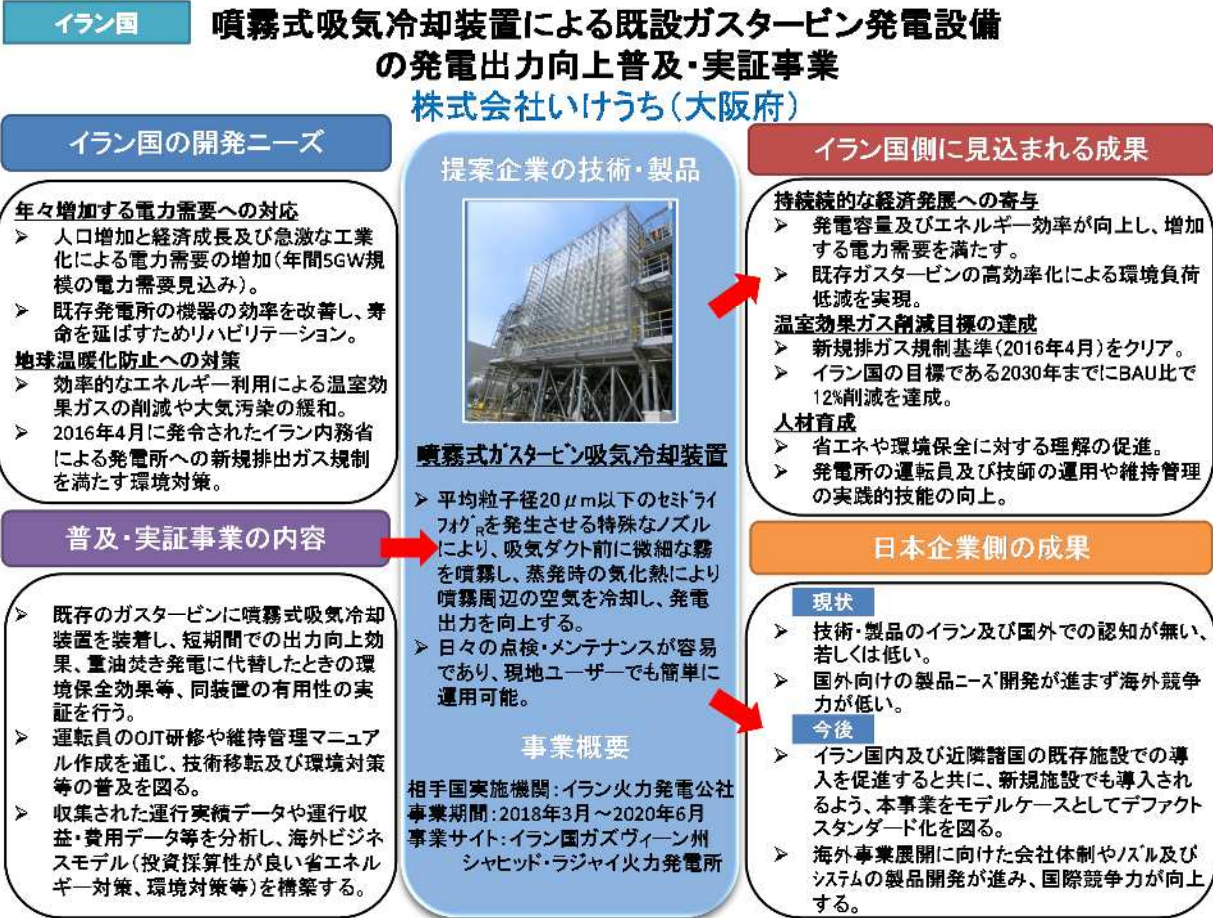 イラン国
噴霧式吸気冷却装置による既設ガスタービン発電設備
の発電出力向上普及・実証事業
株式会社いけうち(大阪府)
イラン国の開発ニーズ
年々増加する電力需要への対応
➢ 人口増加と経済成長及び急激な工業
化による電力需要の増加(年間5GW規
模の電力需要見込み)。
➢ 既存発電所の機器の効率を改善し、寿
命を延ばすためリハビリテーション。
地球温暖化防止への対策
➢ 効率的なエネルギー利用による温室効
果ガスの削減や大気汚染の緩和。
➢ 2016年4月に発令されたイラン内務省
による発電所への新規排出ガス規制
を満たす環境対策。
普及・実証事業の内容
➢ 既存のガスタービンに噴霧式吸気冷却
装置を装着し、短期間での出力向上効
果、重油焚き発電に代替したときの環
境保全効果等、同装置の有用性の実
証を行う。
➢ 運転員のOJT研修や維持管理マニュア
ル作成を通じ、技術移転及び環境対策
等の普及を図る。
➢ 収集された運行実績データや運行収
益・費用データ等を分析し、海外ビジネ
スモデル(投資採算性が良い省エネル
ギー対策、環境対策等)を構築する。
提案企業の技術・製品
噴霧式ガスタービン吸気冷却装置
➢ 平均粒子径20μm以下のセミドライ
フォグRを発生させる特殊なノズル
により、吸気ダクト前に微細な霧
を噴霧し、蒸発時の気化熱により
噴霧周辺の空気を冷却し、発電
出力を向上する。
➢ 日々の点検・メンテナンスが容易
であり、現地ユーザーでも簡単に
運用可能。
事業概要
相手国実施機関:イラン火力発電公社
事業期間:2018年3月～2020年6月
事業サイト:イラン国ガズヴィーン州
シャヒッド・ラジャイ火力発電所
イラン国側に見込まれる成果
持続続的な経済発展への寄与
➢ 発電容量及びエネルギー効率が向上し、増加
する電力需要を満たす。
➢ 既存ガスタービンの高効率化による環境負荷
低減を実現。
温室効果ガス削減目標の達成
➢ 新規排ガス規制基準(2016年4月)をクリア。
➢ イラン国の目標である2030年までにBAU比で
12%削減を達成。
人材育成
➢ 省エネや環境保全に対する理解の促進。
➢ 発電所の運転員及び技師の運用や維持管理
の実践的技能の向上。
日本企業側の成果
現状
➢ 技術・製品のイラン及び国外での認知が無い、
若しくは低い。
➢ 国外向けの製品ニーズ開発が進まず海外競争
力が低い。
今後
➢ イラン国内及び近隣諸国の既存施設での導
入を促進すると共に、新規施設でも導入され
るよう、本事業をモデルケースとしてデファクト
スタンダード化を図る。
➢ 海外事業展開に向けた会社体制やノズル及び
システムの製品開発が進み、国際競争力が向上
する。